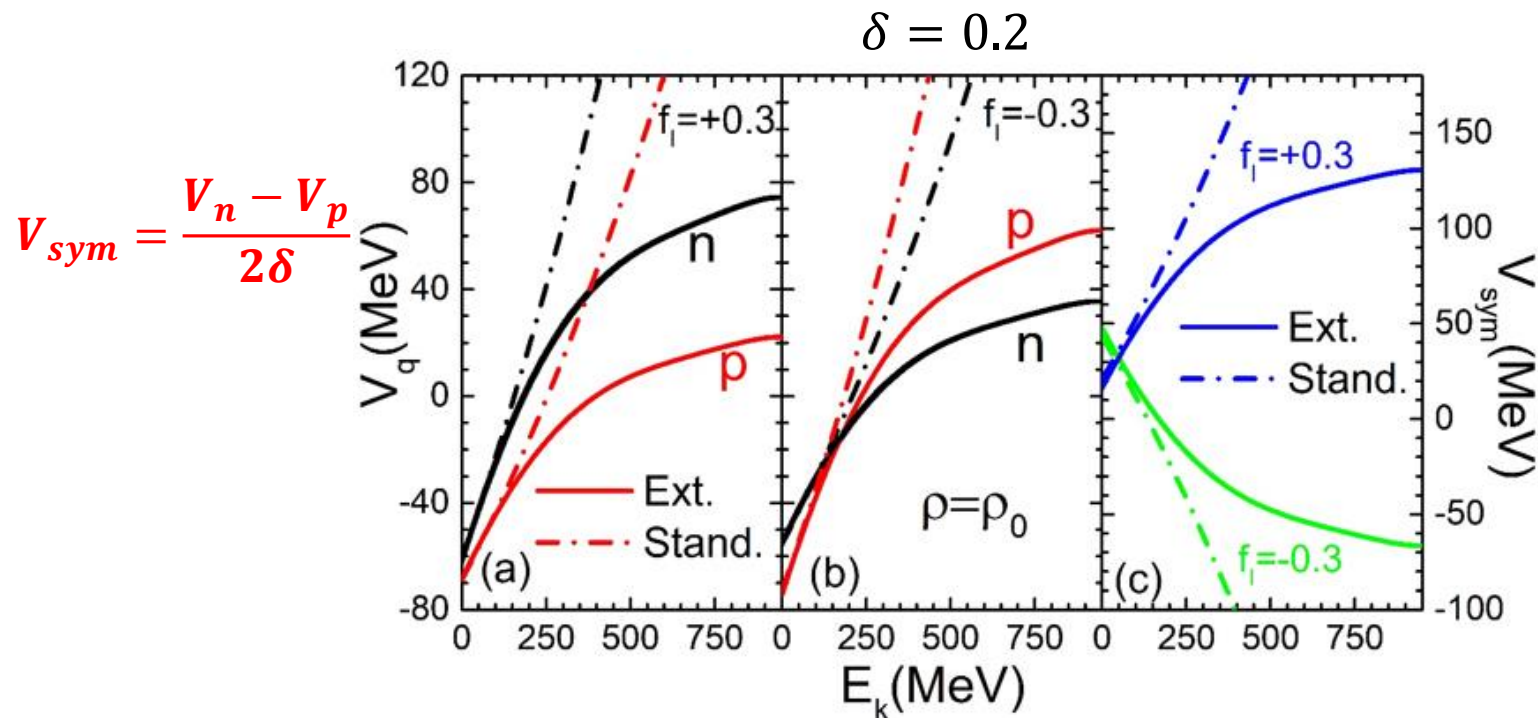 δ = 0.2
V_sym = (V_n − V_p) / 2δ
V_q(MeV)
120
80
40
0
-40
-80
f_I=+0.3
n
p
Ext.
Stand.
(a)
0 250 500 750
f_I=-0.3
p
n
ρ=ρ_0
(b)
0 250 500 750
f_I=+0.3
Ext.
Stand.
f_I=-0.3
(c)
0 250 500 750
150
100
50
0
-50
-100
V_sym(MeV)
E_k(MeV)